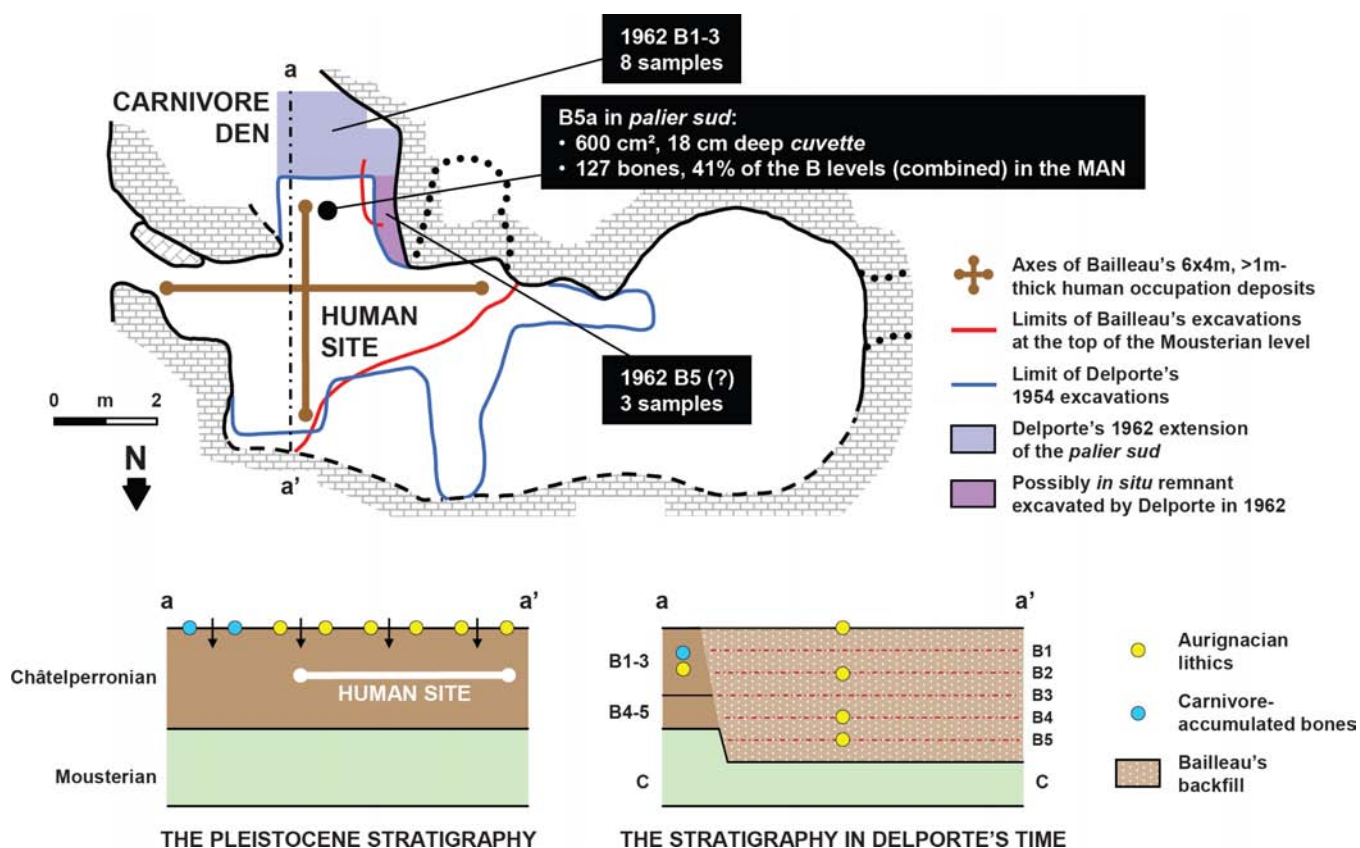 1962 B1-3
8 samples
a
CARNIVORE
DEN
B5a in palier sud:
• 600 cm², 18 cm deep cuvette
• 127 bones, 41% of the B levels (combined) in the MAN
HUMAN
SITE
1962 B5 (?)
3 samples
0 m 2
N
a'
Axes of Bailleau's 6x4m, >1m-
thick human occupation deposits
Limits of Bailleau's excavations
at the top of the Mousterian level
Limit of Delporte's
1954 excavations
Delporte's 1962 extension
of the palier sud
Possibly in situ remnant
excavated by Delporte in 1962
a a'
Châtelperronian
HUMAN SITE
Mousterian
THE PLEISTOCENE STRATIGRAPHY
a a'
B1-3
B4-5
C
B1
B2
B3
B4
B5
C
THE STRATIGRAPHY IN DELPORTE'S TIME
Aurignacian
lithics
Carnivore-
accumulated bones
Bailleau's
backfill